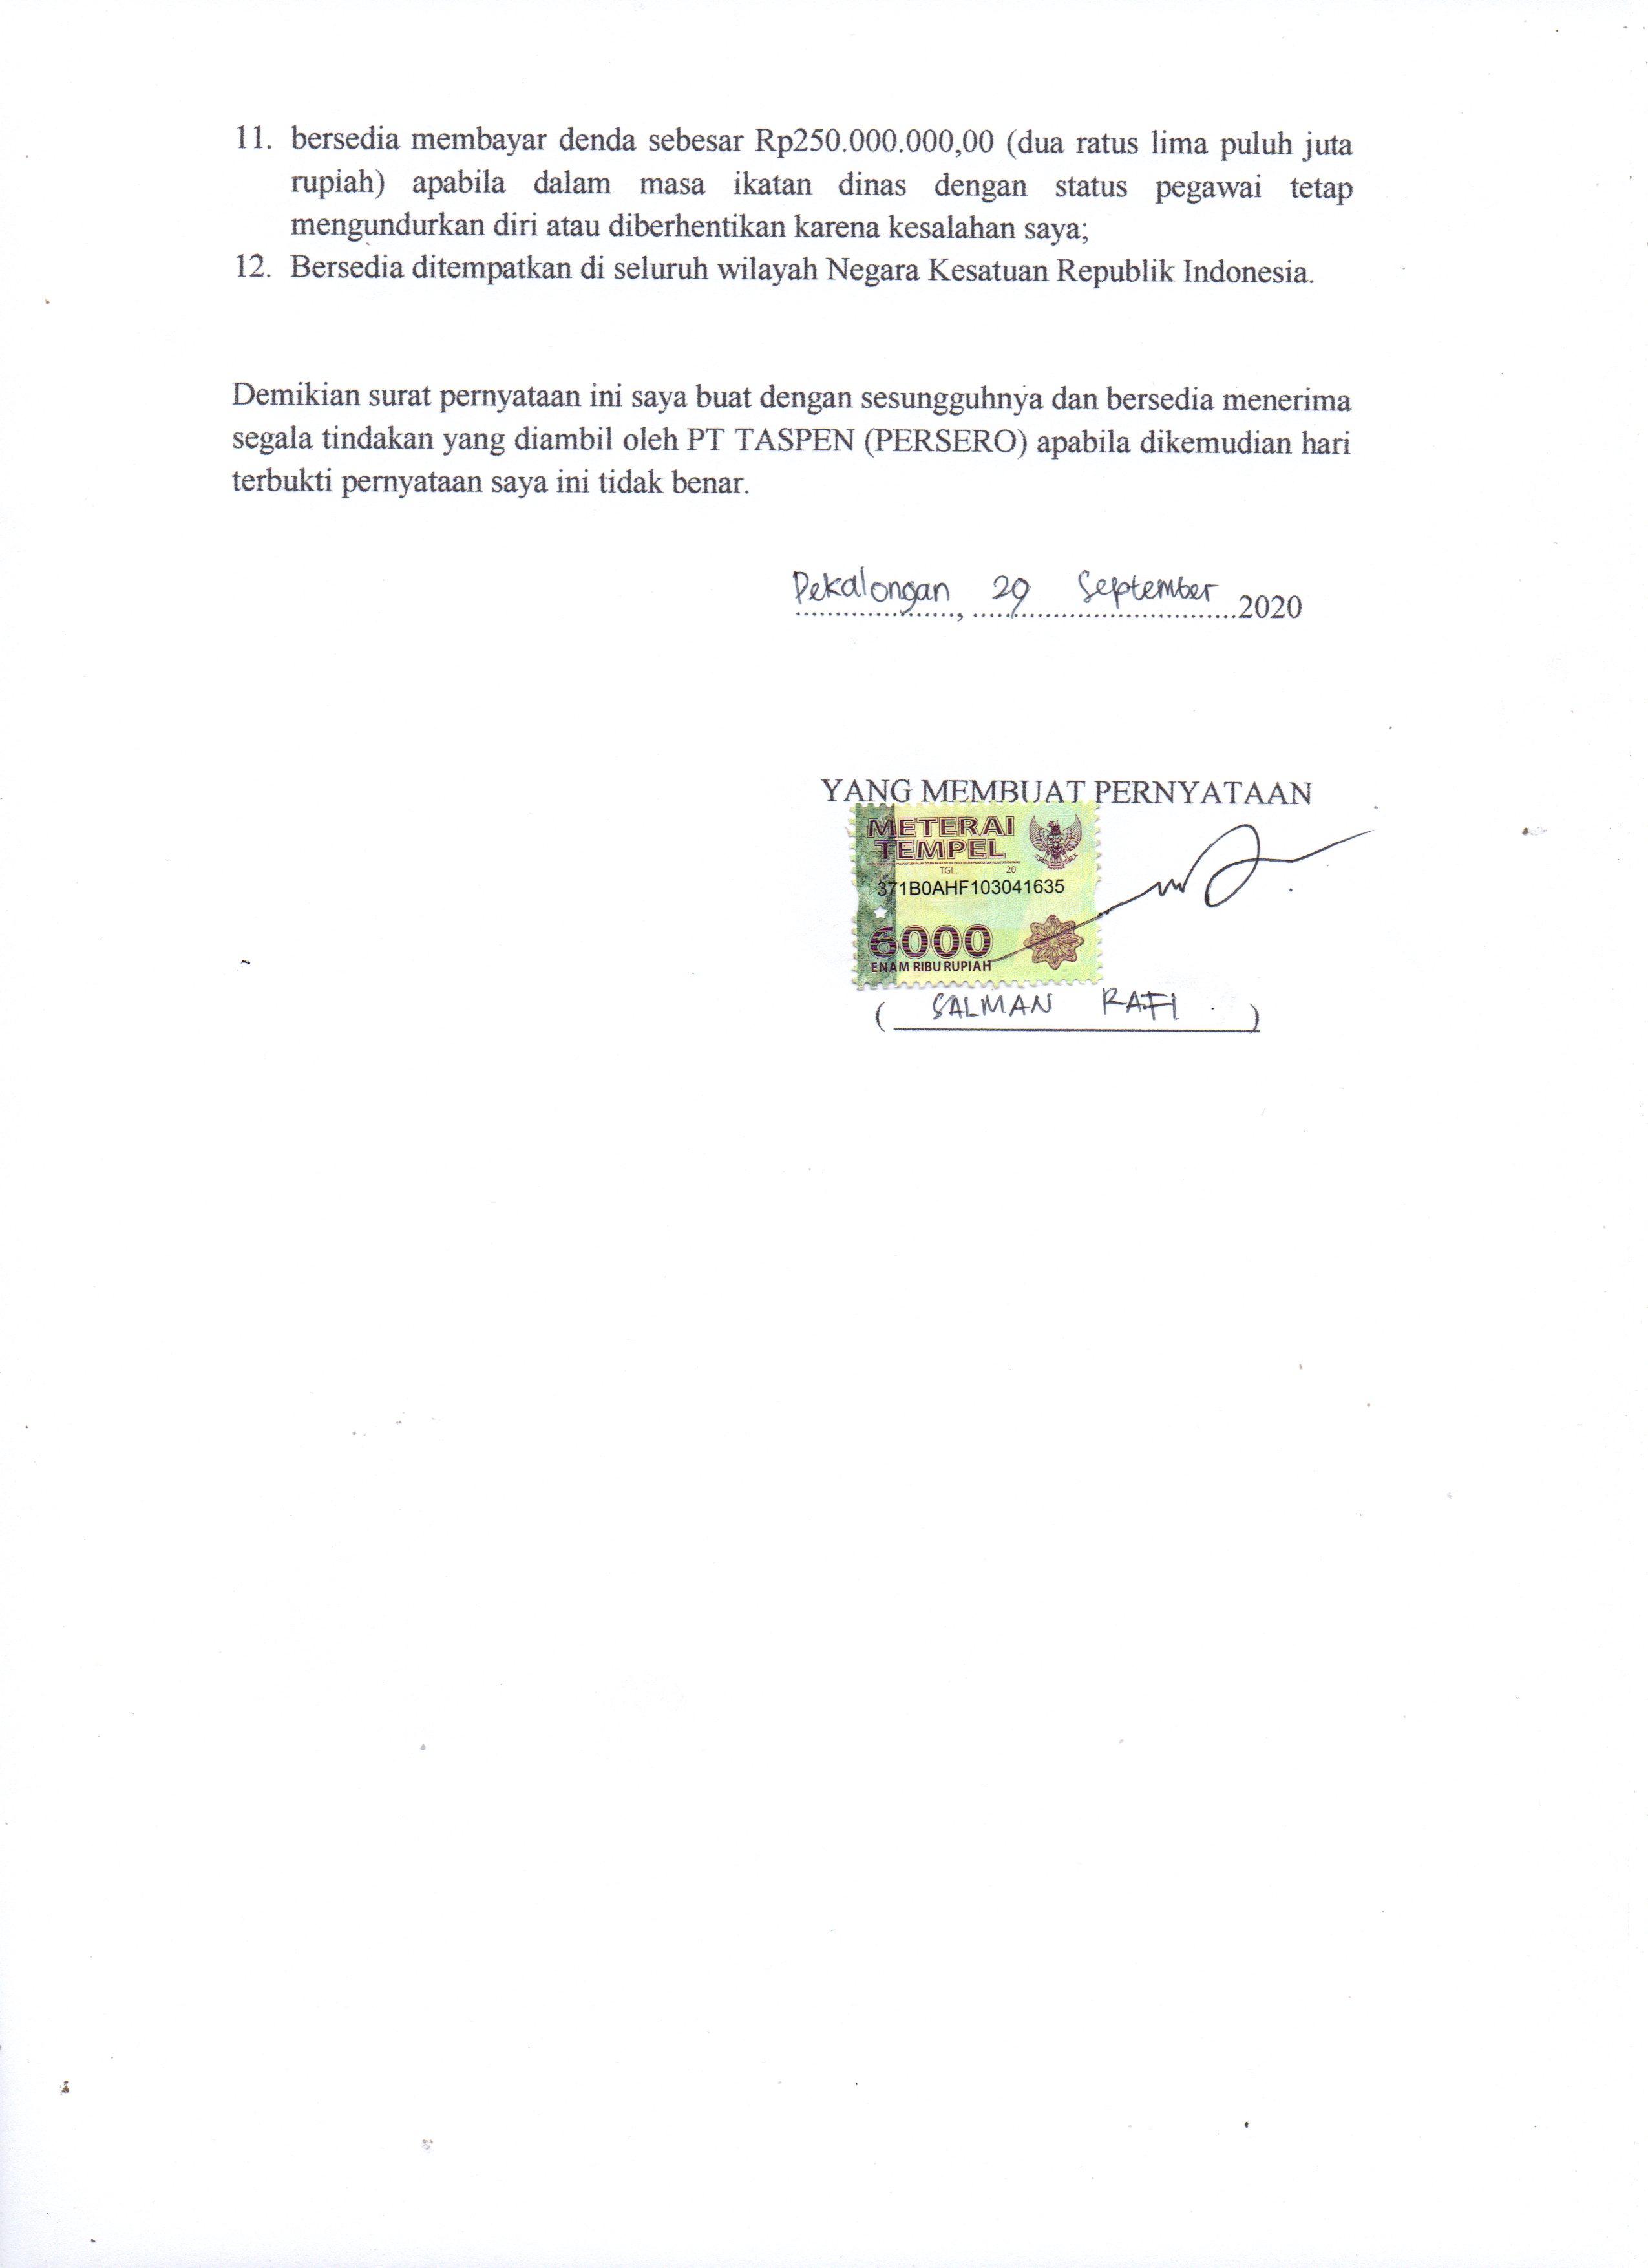 11. bersedia membayar denda sebesar Rp250.000.000,00 (dua ratus lima puluh juta
rupiah) apabila dalam masa ikatan dinas dengan status pegawai tetap
mengundurkan diri atau diberhentikan karena kesalahan saya;
12. Bersedia ditempatkan di seluruh wilayah Negara Kesatuan Republik Indonesia.
Demikian surat pernyataan ini saya buat dengan sesungguhnya dan bersedia menerima
segala tindakan yang diambil oleh PT TASPEN (PERSERO) apabila dikemudian hari
terbukti pernyataan saya ini tidak benar.
Pekalongan, 29 September 2020
YANG MEMBUAT PERNYATAAN
METERAI
TEMPEL
TGL. 20
371B0AHF103041635
6000
ENAM RIBU RUPIAH
( SALMAN RAFI )